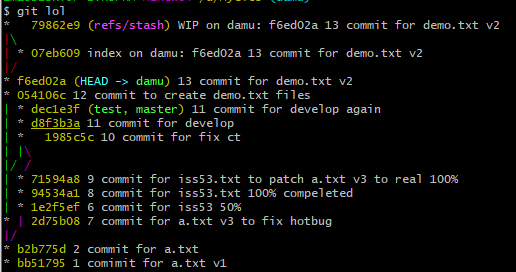 $ git lol
*   79862e9 (refs/stash) WIP on damu: f6ed02a 13 commit for demo.txt v2
|\
| * 07eb609 index on damu: f6ed02a 13 commit for demo.txt v2
|/
* f6ed02a (HEAD -> damu) 13 commit for demo.txt v2
* 054106c 12 commit to create demo.txt files
| * dec1e3f (test, master) 11 commit for develop again
| * d8f3b3a 11 commit for develop
| *   1985c5c 10 commit for fix ct
| |\
|/ /
| * 71594a8 9 commit for iss53.txt to patch a.txt v3 to real 100%
| * 94534a1 8 commit for iss53.txt 100% compeleted
| * 1e2f5ef 6 commit for iss53 50%
* | 2d75b08 7 commit for a.txt v3 to fix hotbug
|/
* b2b775d 2 commit for a.txt
* bb51795 1 comimit for a.txt v1